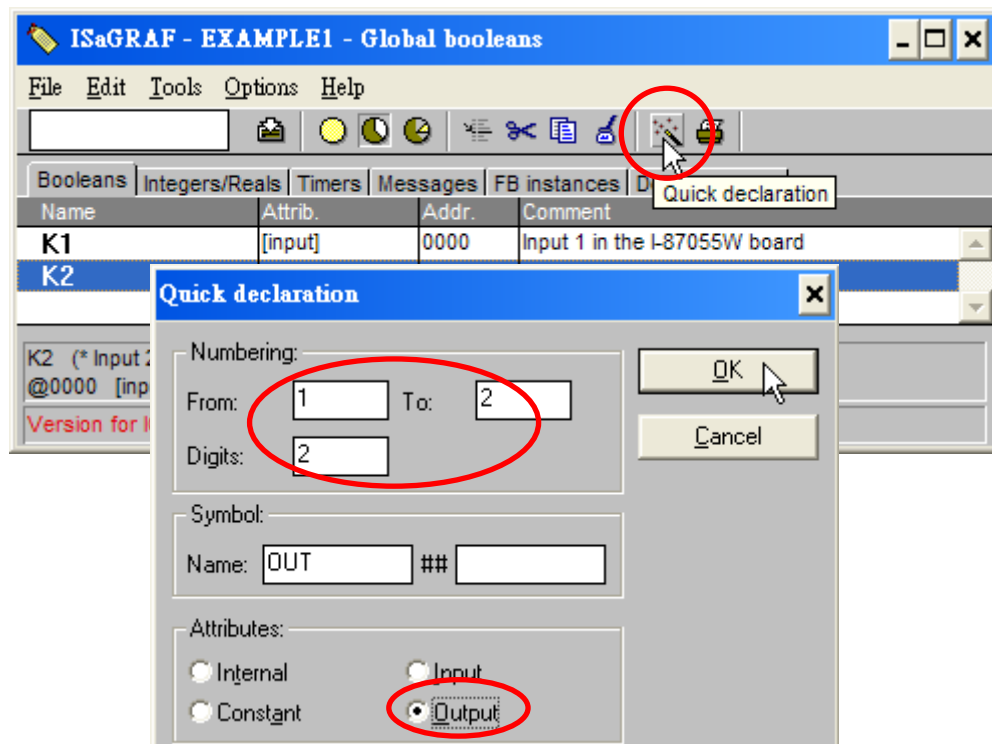 ISaGRAF - EXAMPLE1 - Global booleans
File Edit Tools Options Help
Booleans Integers/Reals Timers Messages FB instances
Quick declaration
Name Attrib. Addr. Comment
K1 [input] 0000 Input 1 in the I-87055W board
K2
Quick declaration
K2 (* Input
@0000
Version for
Numbering:
From: 1 To: 2
Digits: 2
OK
Cancel
Symbol:
Name: OUT ##
Attributes:
Internal Input
Constant Output